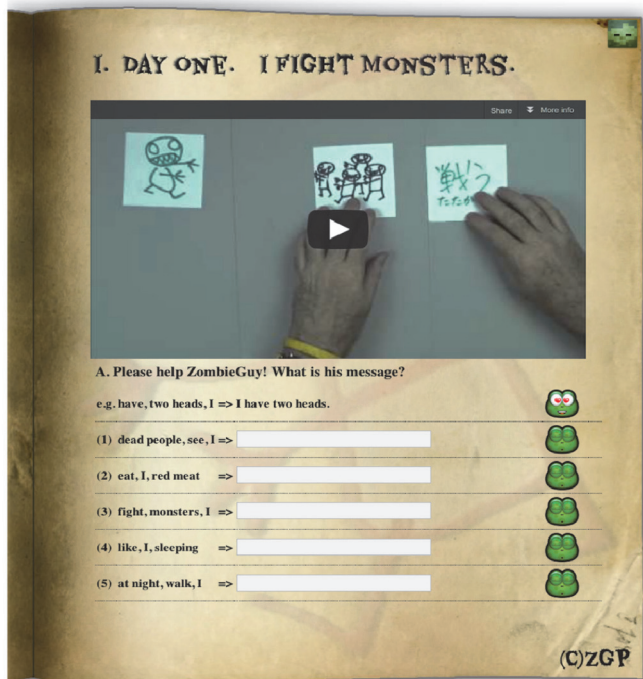 I. DAY ONE. I FIGHT MONSTERS.
Share More info
戦う
たたかう
A. Please help ZombieGuy! What is his message?
e.g. have, two heads, I => I have two heads.
(1) dead people, see, I =>
(2) eat, I, red meat =>
(3) fight, monsters, I =>
(4) like, I, sleeping =>
(5) at night, walk, I =>
(C)ZGP